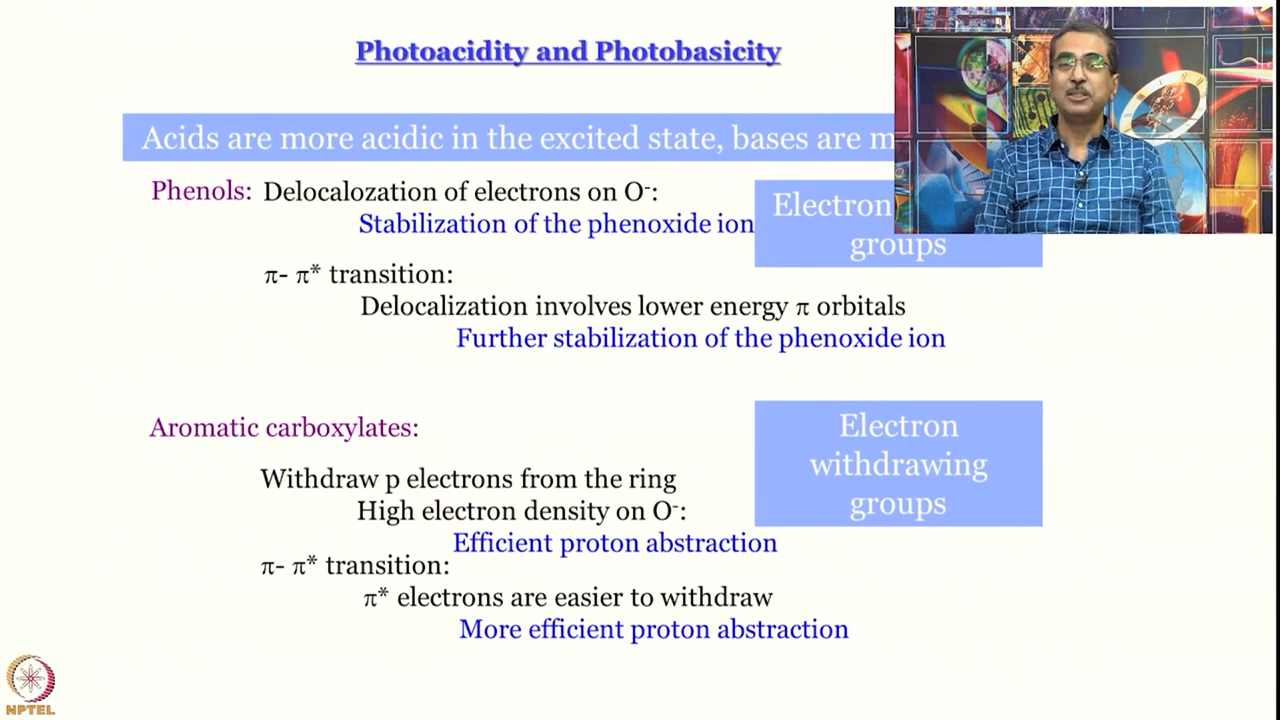 Photoacidity and Photobasicity
Acids are more acidic in the excited state, bases are m
Phenols: Delocalozation of electrons on O⁻:
Stabilization of the phenoxide ion
Electron
groups
π- π* transition:
Delocalization involves lower energy π orbitals
Further stabilization of the phenoxide ion
Aromatic carboxylates:
Electron
withdrawing
groups
Withdraw p electrons from the ring
High electron density on O⁻:
Efficient proton abstraction
π- π* transition:
π* electrons are easier to withdraw
More efficient proton abstraction
NPTEL